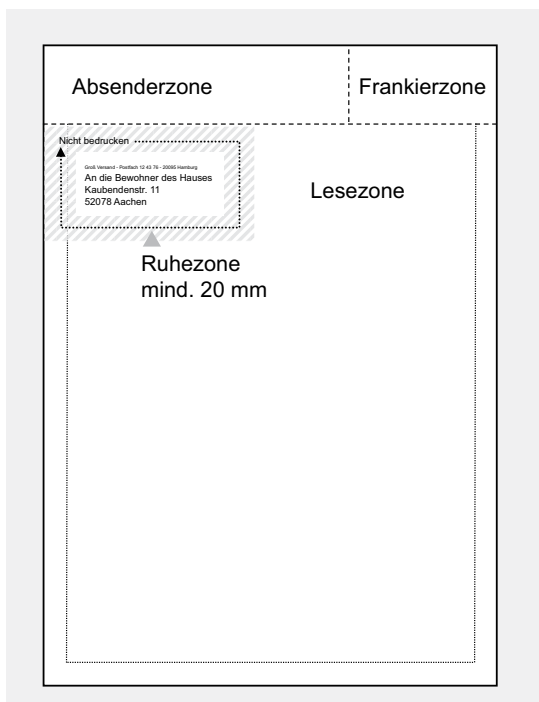 Absenderzone
Frankierzone
Nicht bedrucken
Groß Versand - Postfach 12 43 76 - 20095 Hamburg
An die Bewohner des Hauses
Kaubendenstr. 11
52078 Aachen
Lesezone
Ruhezone
mind. 20 mm